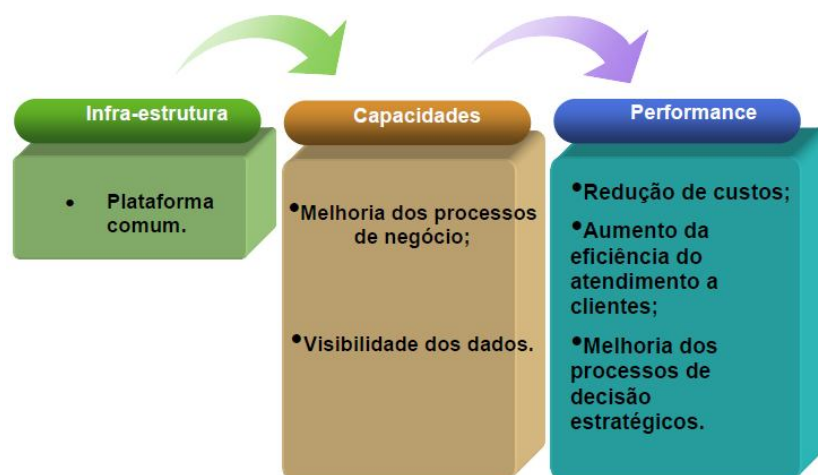 Infra-estrutura
• Plataforma
comum.
Capacidades
•Melhoria dos processos
de negócio;
•Visibilidade dos dados.
Performance
•Redução de custos;
•Aumento da
eficiência do
atendimento a
clientes;
•Melhoria dos
processos de
decisão
estratégicos.